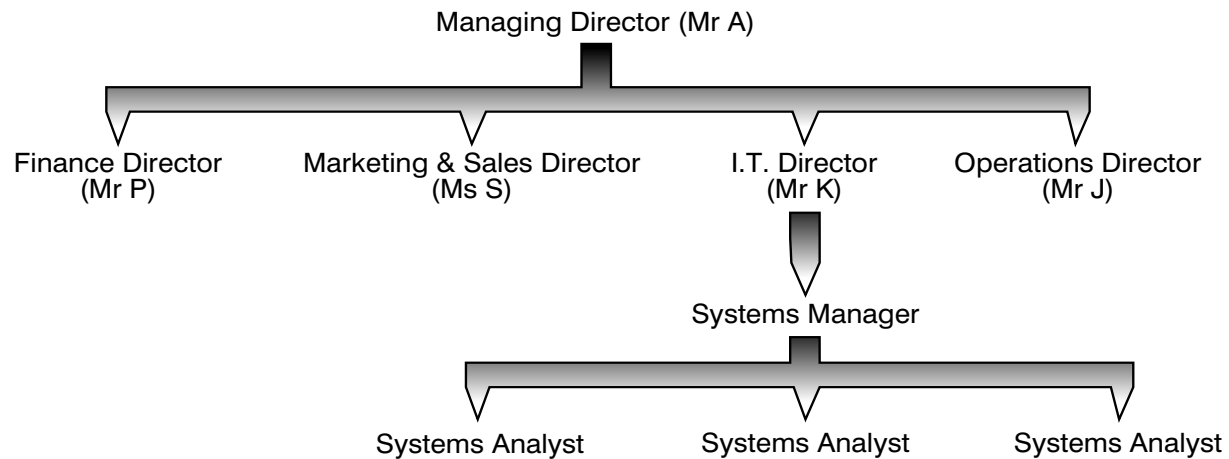 Managing Director (Mr A)
Finance Director
(Mr P)
Marketing & Sales Director
(Ms S)
I.T. Director
(Mr K)
Operations Director
(Mr J)
Systems Manager
Systems Analyst
Systems Analyst
Systems Analyst